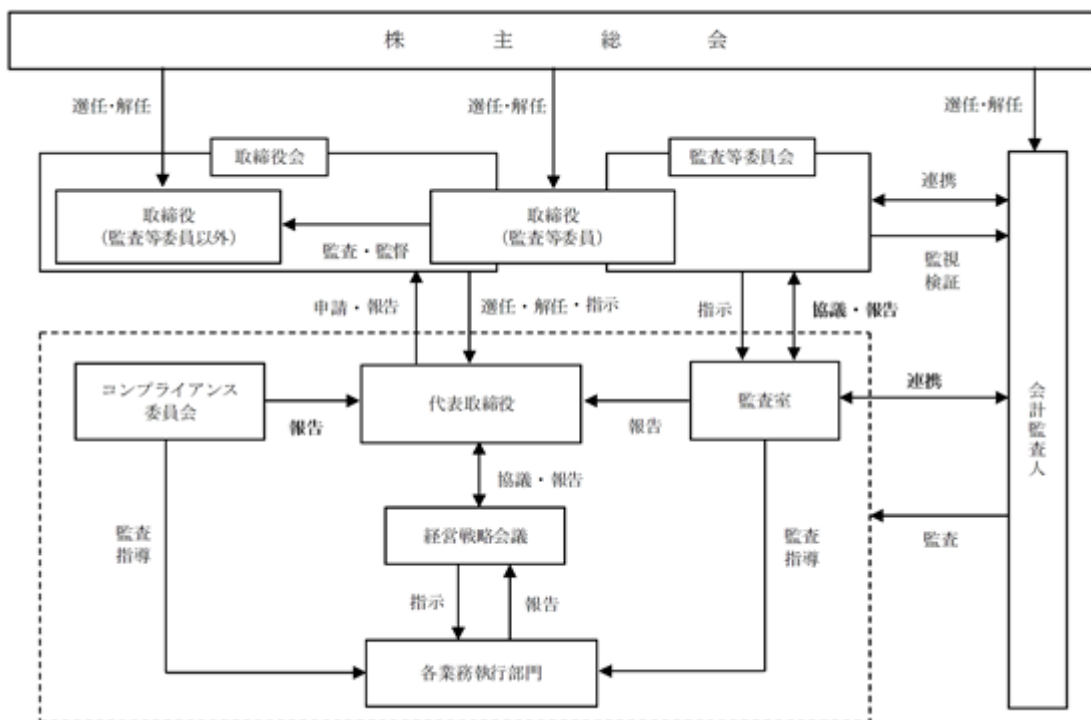 株主総会
選任・解任
選任・解任
選任・解任
取締役会
監査等委員会
取締役
（監査等委員以外）
取締役
（監査等委員）
監査・監督
連携
監視
検証
申請・報告
選任・解任・指示
指示
協議・報告
コンプライアンス
委員会
報告
代表取締役
報告
監査室
連携
会計監査人
協議・報告
監査
指導
経営戦略会議
監査
指導
監査
指示
報告
各業務執行部門